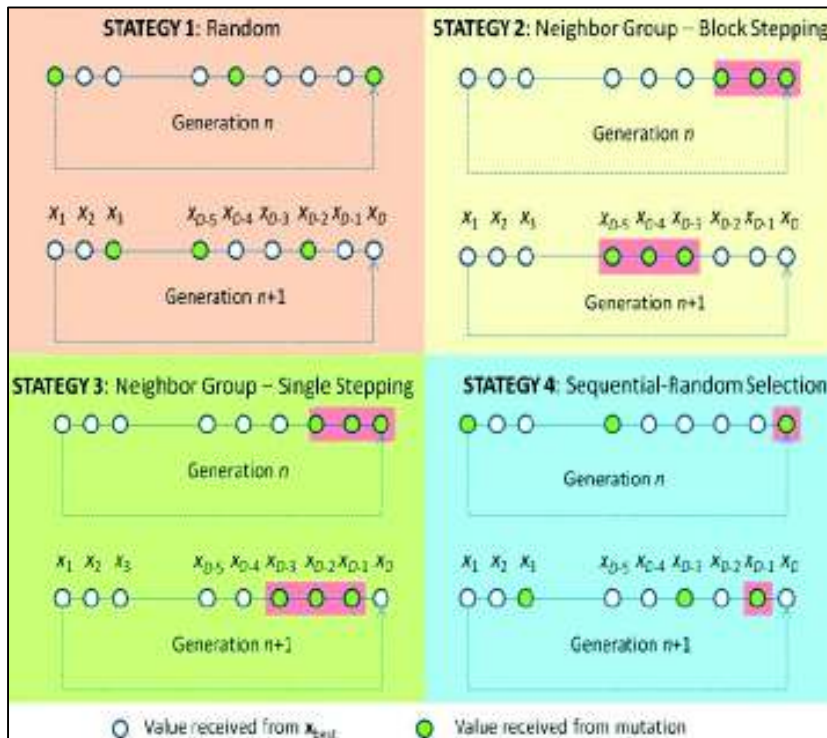 STATEGY 1: Random
Generation n
x1 x2 x3 xD-5 xD-4 xD-3 xD-2 xD-1 xD
Generation n+1
STATEGY 2: Neighbor Group – Block Stepping
Generation n
x1 x2 x3 xD-5 xD-4 xD-3 xD-2 xD-1 xD
Generation n+1
STATEGY 3: Neighbor Group – Single Stepping
Generation n
x1 x2 x3 xD-5 xD-4 xD-3 xD-2 xD-1 xD
Generation n+1
STATEGY 4: Sequential-Random Selection
Generation n
x1 x2 x3 xD-5 xD-4 xD-3 xD-2 xD-1 xD
Generation n+1
Value received from xbest
Value received from mutation